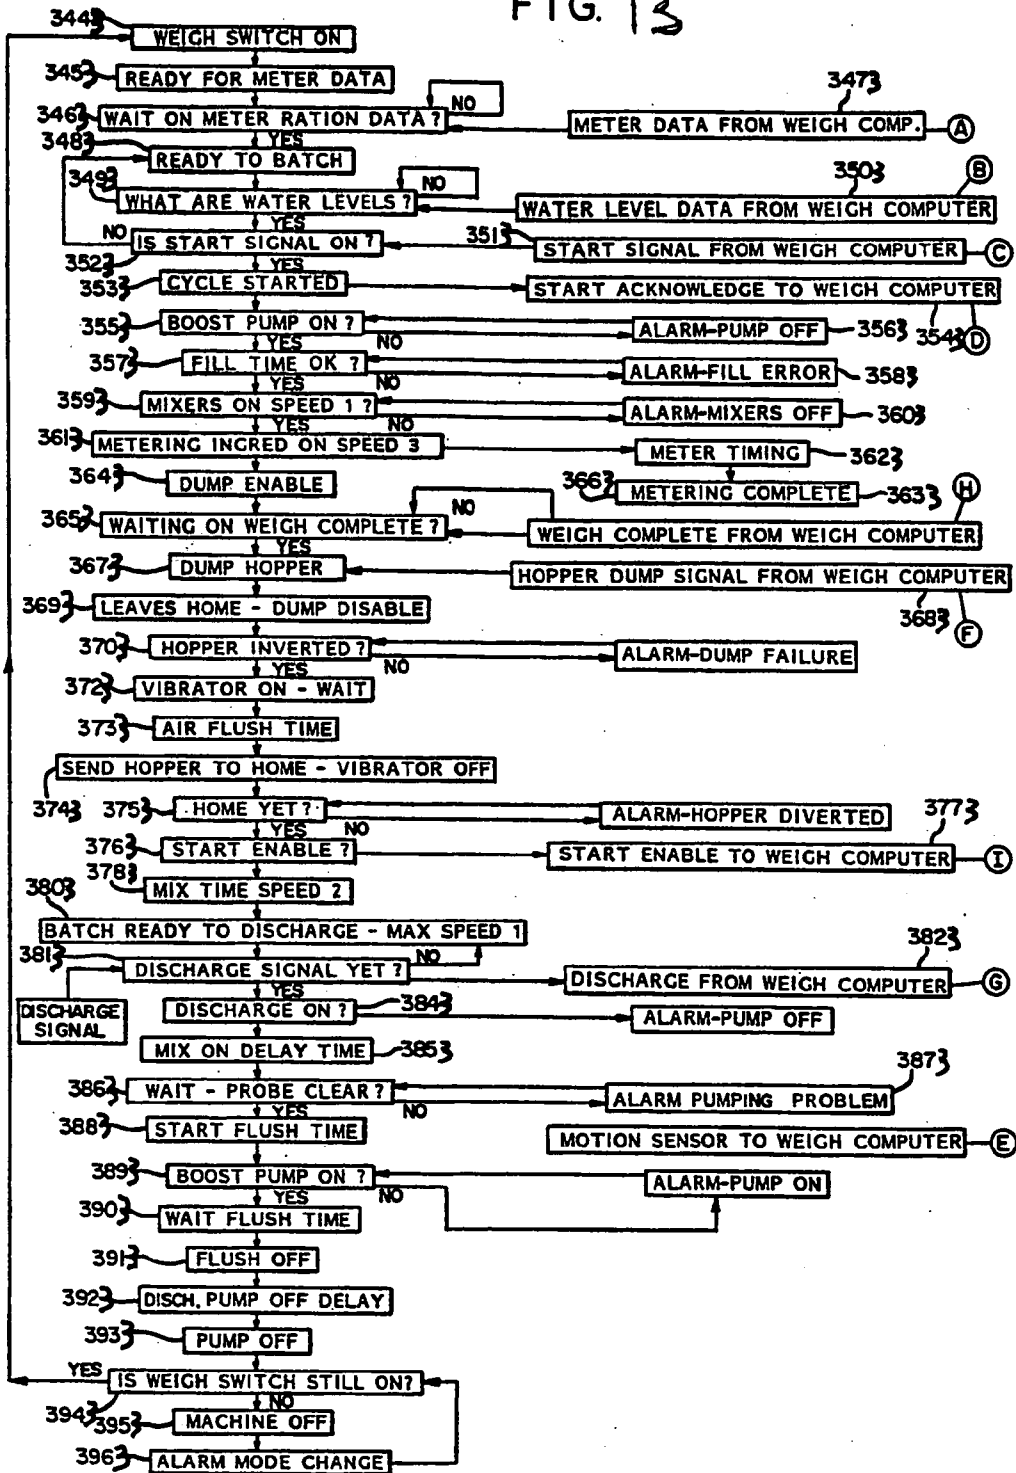 FIG. 13
344 WEIGH SWITCH ON
345 READY FOR METER DATA
346 WAIT ON METER RATION DATA ? NO
347
METER DATA FROM WEIGH COMP. A
YES
348 READY TO BATCH
349 WHAT ARE WATER LEVELS ? NO
350 B
WATER LEVEL DATA FROM WEIGH COMPUTER
YES
NO IS START SIGNAL ON ?
352
351 START SIGNAL FROM WEIGH COMPUTER C
YES
353 CYCLE STARTED
START ACKNOWLEDGE TO WEIGH COMPUTER
354 D
355 BOOST PUMP ON ?
ALARM-PUMP OFF 356
YES NO
357 FILL TIME OK ?
ALARM-FILL ERROR 358
YES NO
359 MIXERS ON SPEED 1 ?
ALARM-MIXERS OFF 360
YES NO
361 METERING INGRED ON SPEED 3
METER TIMING 362
364 DUMP ENABLE
366 METERING COMPLETE 363
H
365 WAITING ON WEIGH COMPLETE ? NO
WEIGH COMPLETE FROM WEIGH COMPUTER
YES
367 DUMP HOPPER
HOPPER DUMP SIGNAL FROM WEIGH COMPUTER
368 F
369 LEAVES HOME - DUMP DISABLE
370 HOPPER INVERTED ?
ALARM-DUMP FAILURE
YES NO
372 VIBRATOR ON - WAIT
373 AIR FLUSH TIME
SEND HOPPER TO HOME - VIBRATOR OFF
374
375 HOME YET ?
ALARM-HOPPER DIVERTED
377
YES NO
376 START ENABLE ?
START ENABLE TO WEIGH COMPUTER I
378 MIX TIME SPEED 2
380
BATCH READY TO DISCHARGE - MAX SPEED 1
381 DISCHARGE SIGNAL YET ? NO
382
DISCHARGE FROM WEIGH COMPUTER G
DISCHARGE
SIGNAL
YES
DISCHARGE ON ? 384
ALARM-PUMP OFF
MIX ON DELAY TIME 385
386 WAIT - PROBE CLEAR ?
387
ALARM PUMPING PROBLEM
YES NO
388 START FLUSH TIME
MOTION SENSOR TO WEIGH COMPUTER E
389 BOOST PUMP ON ?
ALARM-PUMP ON
YES NO
390 WAIT FLUSH TIME
391 FLUSH OFF
392 DISCH. PUMP OFF DELAY
393 PUMP OFF
YES IS WEIGH SWITCH STILL ON?
394
NO
395 MACHINE OFF
396 ALARM MODE CHANGE